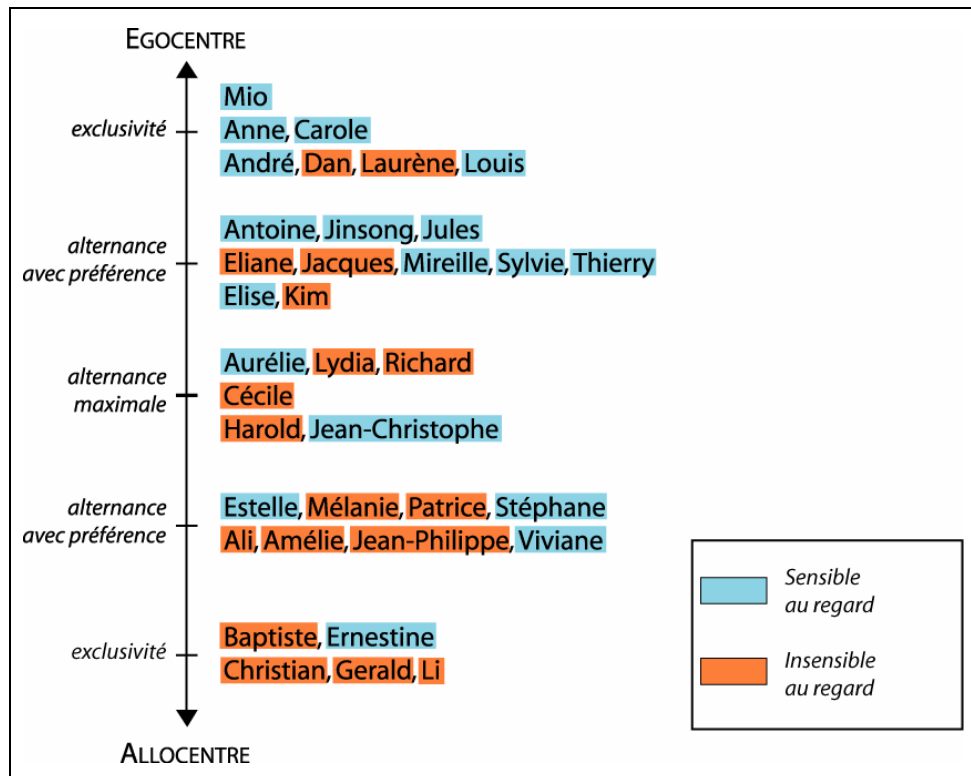 EGOCENTRE
exclusivité
Mio
Anne, Carole
André, Dan, Laurène, Louis
alternance
avec préférence
Antoine, Jinsong, Jules
Eliane, Jacques, Mireille, Sylvie, Thierry
Elise, Kim
alternance
maximale
Aurélie, Lydia, Richard
Cécile
Harold, Jean-Christophe
alternance
avec préférence
Estelle, Mélanie, Patrice, Stéphane
Ali, Amélie, Jean-Philippe, Viviane
exclusivité
Baptiste, Ernestine
Christian, Gerald, Li
ALLOCENTRE
Sensible
au regard
Insensible
au regard